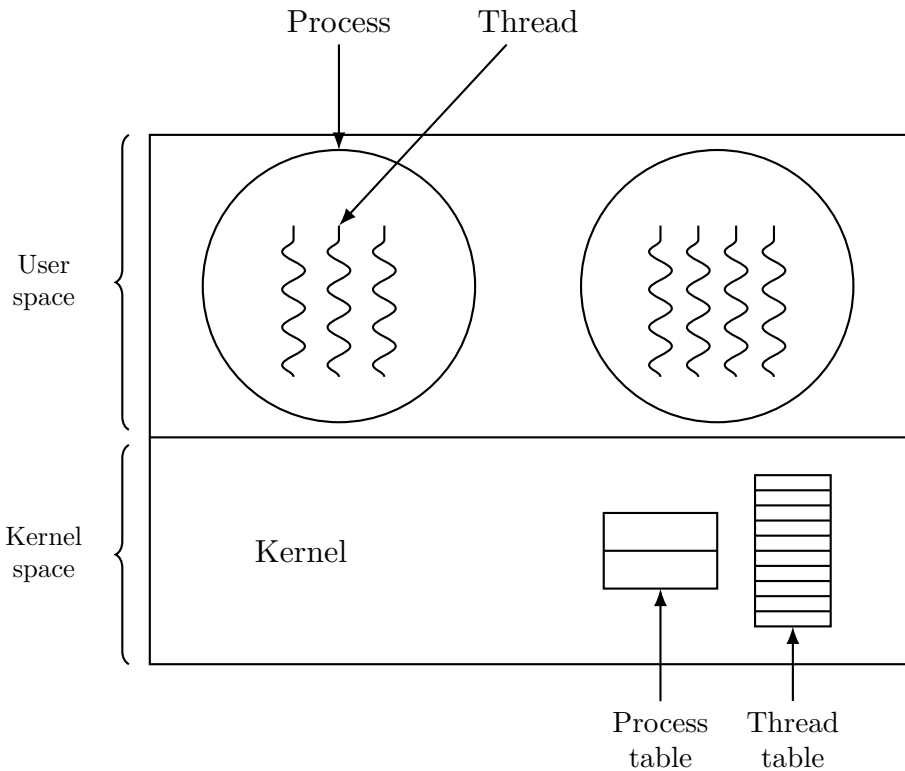 Process
Thread
User
space
Kernel
space
Kernel
Process
table
Thread
table